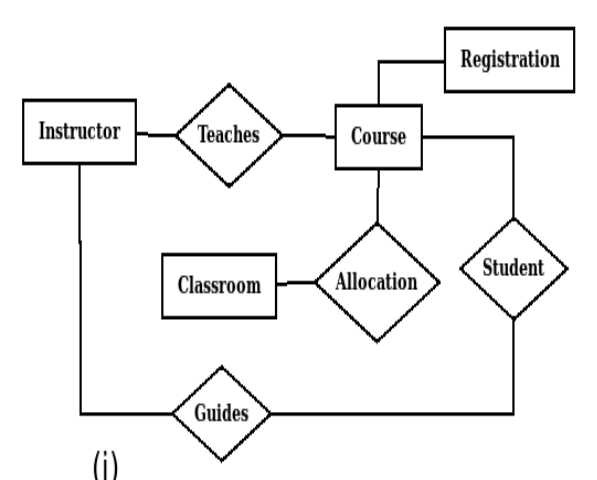 Registration
Instructor
Teaches
Course
Classroom
Allocation
Student
Guides
(i)